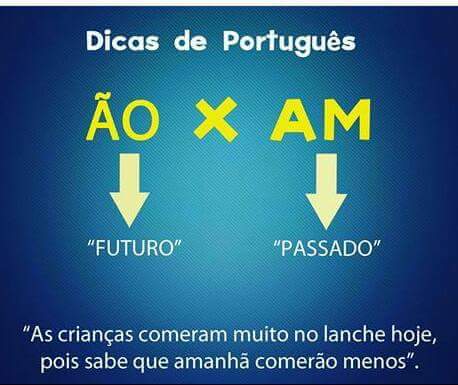 Dicas de Português
ÃO X AM
"FUTURO" "PASSADO"
"As crianças comeram muito no lanche hoje,
pois sabe que amanhã comerão menos".